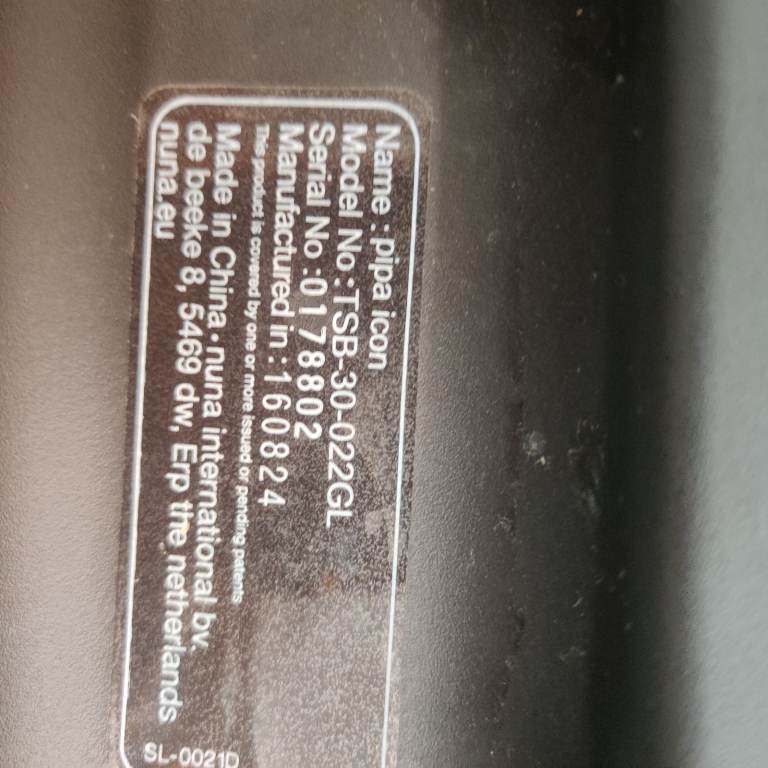 Name : pipa icon
Model No : TSB-30-022GL
Serial No : 0178802
Manufactured in : 160824
This product is covered by one or more issued or pending patents
Made in China • nuna international bv.
de beeke 8, 5469 dw, Erp the netherlands
nuna.eu
SL-0021D